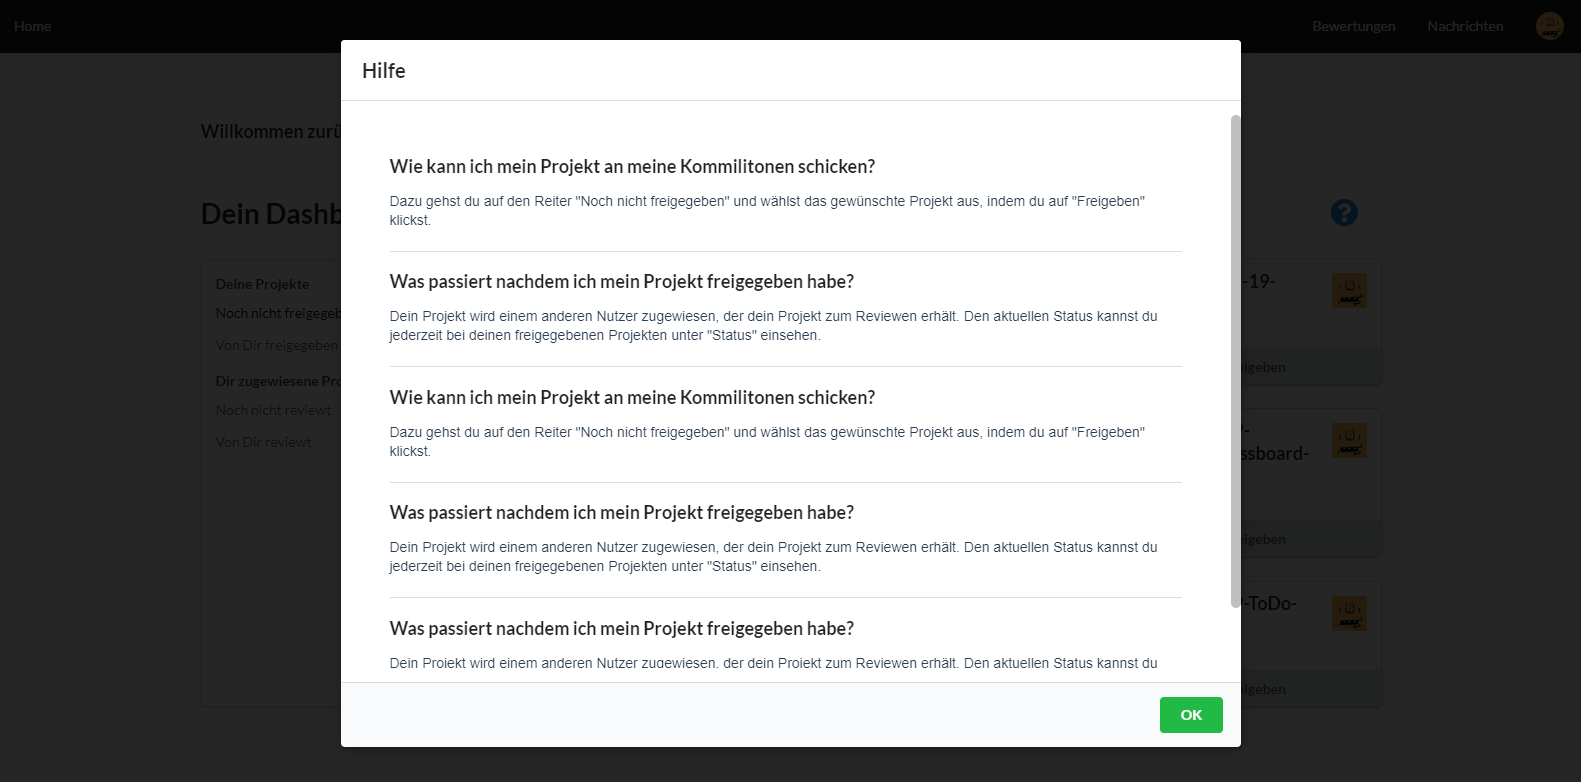 Home
Bewertungen
Nachrichten
Hilfe
Willkommen
Dein
Wie kann ich mein Projekt an meine Kommilitonen schicken?
Dazu gehst du auf den Reiter "Noch nicht freigegeben" und wählst das gewünschte Projekt aus, indem du auf "Freigeben"
klickst.
Was passiert nachdem ich mein Projekt freigegeben habe?
Dein Projekt wird einem anderen Nutzer zugewiesen, der dein Projekt zum Reviewen erhält. Den aktuellen Status kannst du
jederzeit bei deinen freigegebenen Projekten unter "Status" einsehen.
Wie kann ich mein Projekt an meine Kommilitonen schicken?
Dazu gehst du auf den Reiter "Noch nicht freigegeben" und wählst das gewünschte Projekt aus, indem du auf "Freigeben"
klickst.
Was passiert nachdem ich mein Projekt freigegeben habe?
Dein Projekt wird einem anderen Nutzer zugewiesen, der dein Projekt zum Reviewen erhält. Den aktuellen Status kannst du
jederzeit bei deinen freigegebenen Projekten unter "Status" einsehen.
Was passiert nachdem ich mein Projekt freigegeben habe?
Dein Projekt wird einem anderen Nutzer zugewiesen, der dein Projekt zum Reviewen erhält. Den aktuellen Status kannst du
OK
Deine Projekte
Noch nicht
Von Dir freigegeben
Dir zugewiesene
Noch nicht reviewt
Von Dir reviewt
-19-
-ToDo-